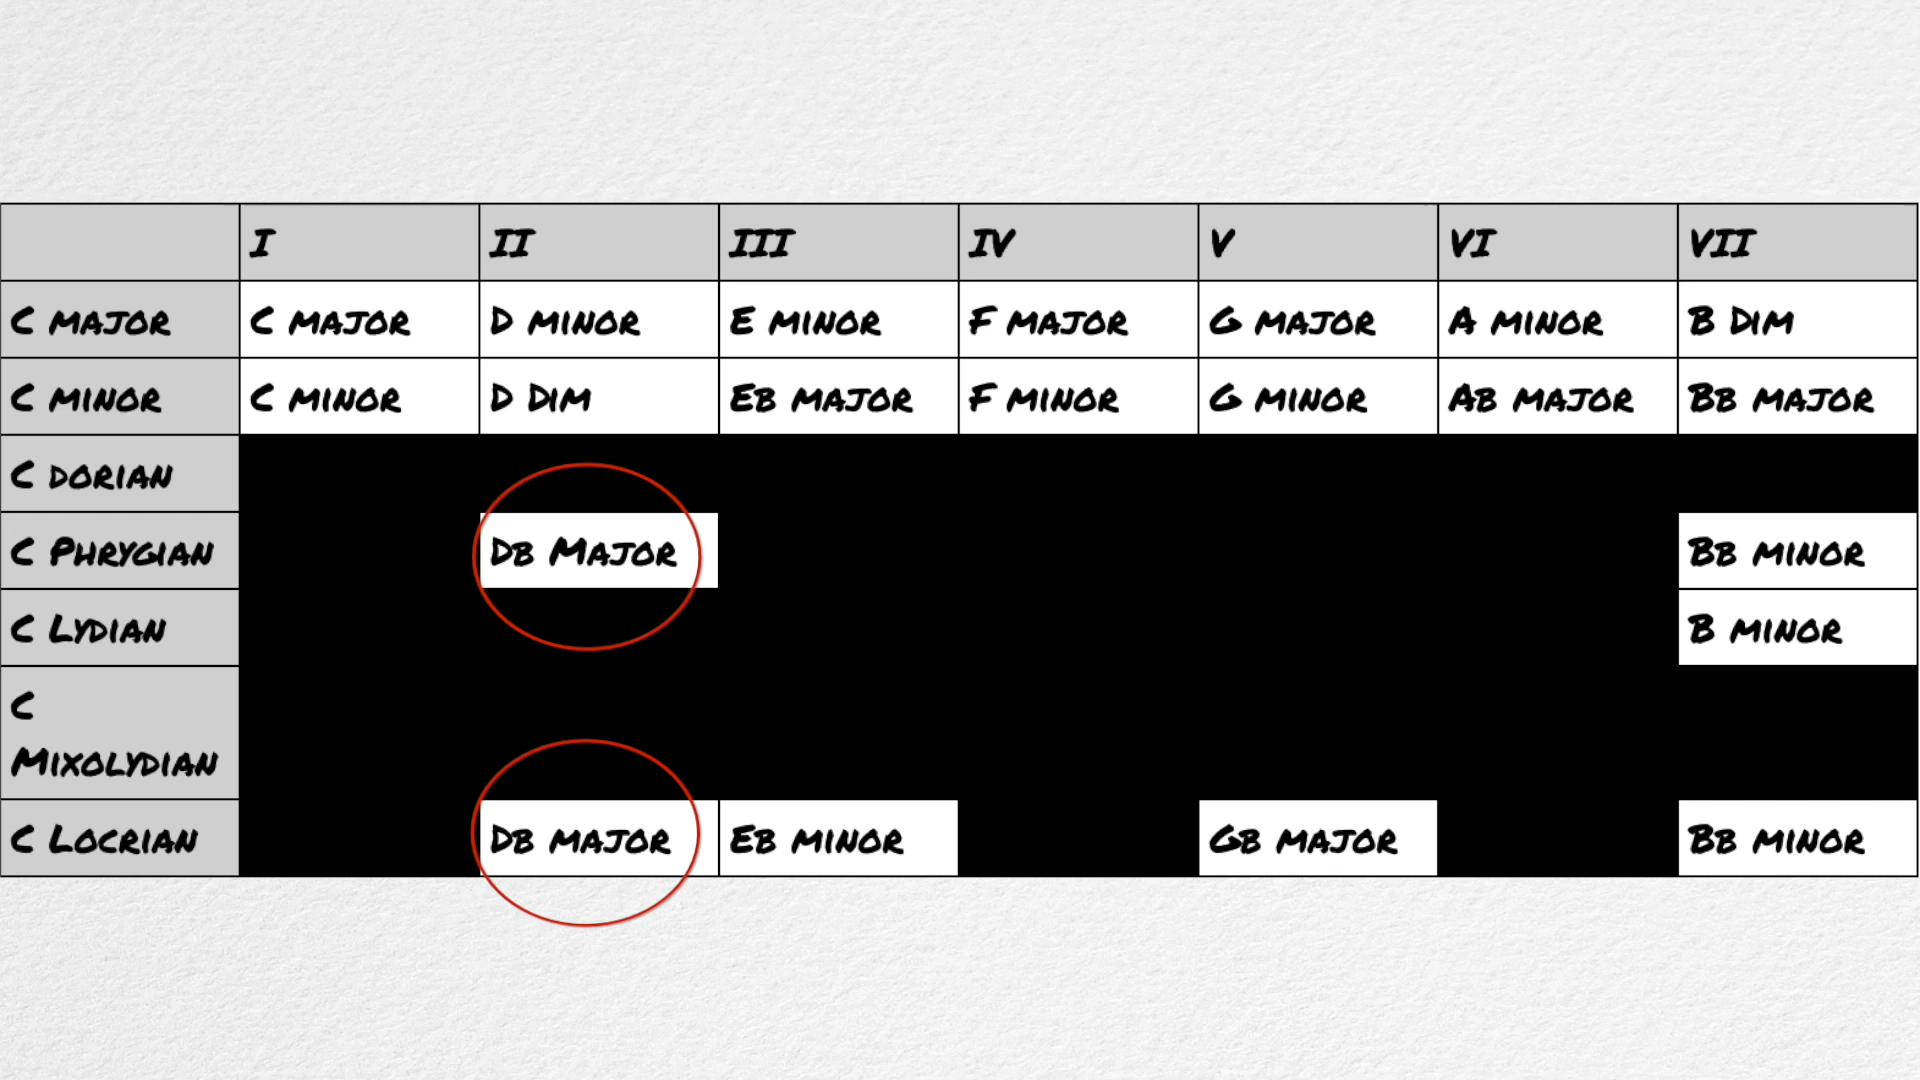 I II III IV V VI VII
C MAJOR C MAJOR D MINOR E MINOR F MAJOR G MAJOR A MINOR B DIM
C MINOR C MINOR D DIM EB MAJOR F MINOR G MINOR AB MAJOR BB MAJOR
C DORIAN
C PHRYGIAN DB MAJOR BB MINOR
C LYDIAN B MINOR
C
MIXOLYDIAN
C LOCRIAN DB MAJOR EB MINOR GB MAJOR BB MINOR